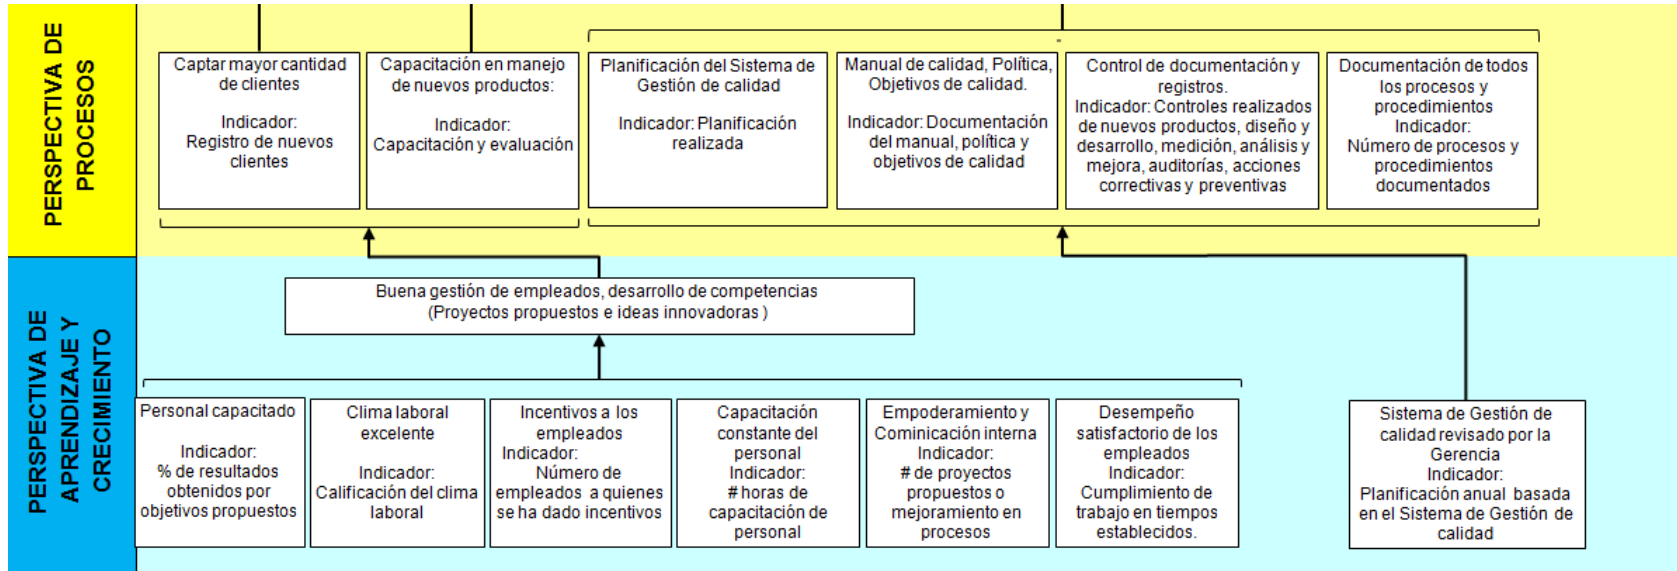 PERSPECTIVA DE
PROCESOS
Captar mayor cantidad
de clientes
Indicador:
Registro de nuevos
clientes
Capacitación en manejo
de nuevos productos:
Indicador:
Capacitación y evaluación
Planificación del Sistema de
Gestión de calidad
Indicador: Planificación
realizada
Manual de calidad, Política,
Objetivos de calidad.
Indicador: Documentación
del manual, política y
objetivos de calidad
Control de documentación y
registros.
Indicador: Controles realizados
de nuevos productos, diseño y
desarrollo, medición, análisis y
mejora, auditorías, acciones
correctivas y preventivas
Documentación de todos
los procesos y
procedimientos
Indicador:
Número de procesos y
procedimientos
documentados
PERSPECTIVA DE
APRENDIZAJE Y
CRECIMIENTO
Buena gestión de empleados, desarrollo de competencias
(Proyectos propuestos e ideas innovadoras )
Personal capacitado
Indicador:
% de resultados
obtenidos por
objetivos propuestos
Clima laboral
excelente
Indicador:
Calificación del clima
laboral
Incentivos a los
empleados
Indicador:
Número de
empleados a quienes
se ha dado incentivos
Capacitación
constante del
personal
Indicador:
# horas de
capacitación de
personal
Empoderamiento y
Cominicación interna
Indicador:
# de proyectos
propuestos o
mejoramiento en
procesos
Desempeño
satisfactorio de los
empleados
Indicador:
Cumplimiento de
trabajo en tiempos
establecidos.
Sistema de Gestión de
calidad revisado por la
Gerencia
Indicador:
Planificación anual basada
en el Sistema de Gestión de
calidad